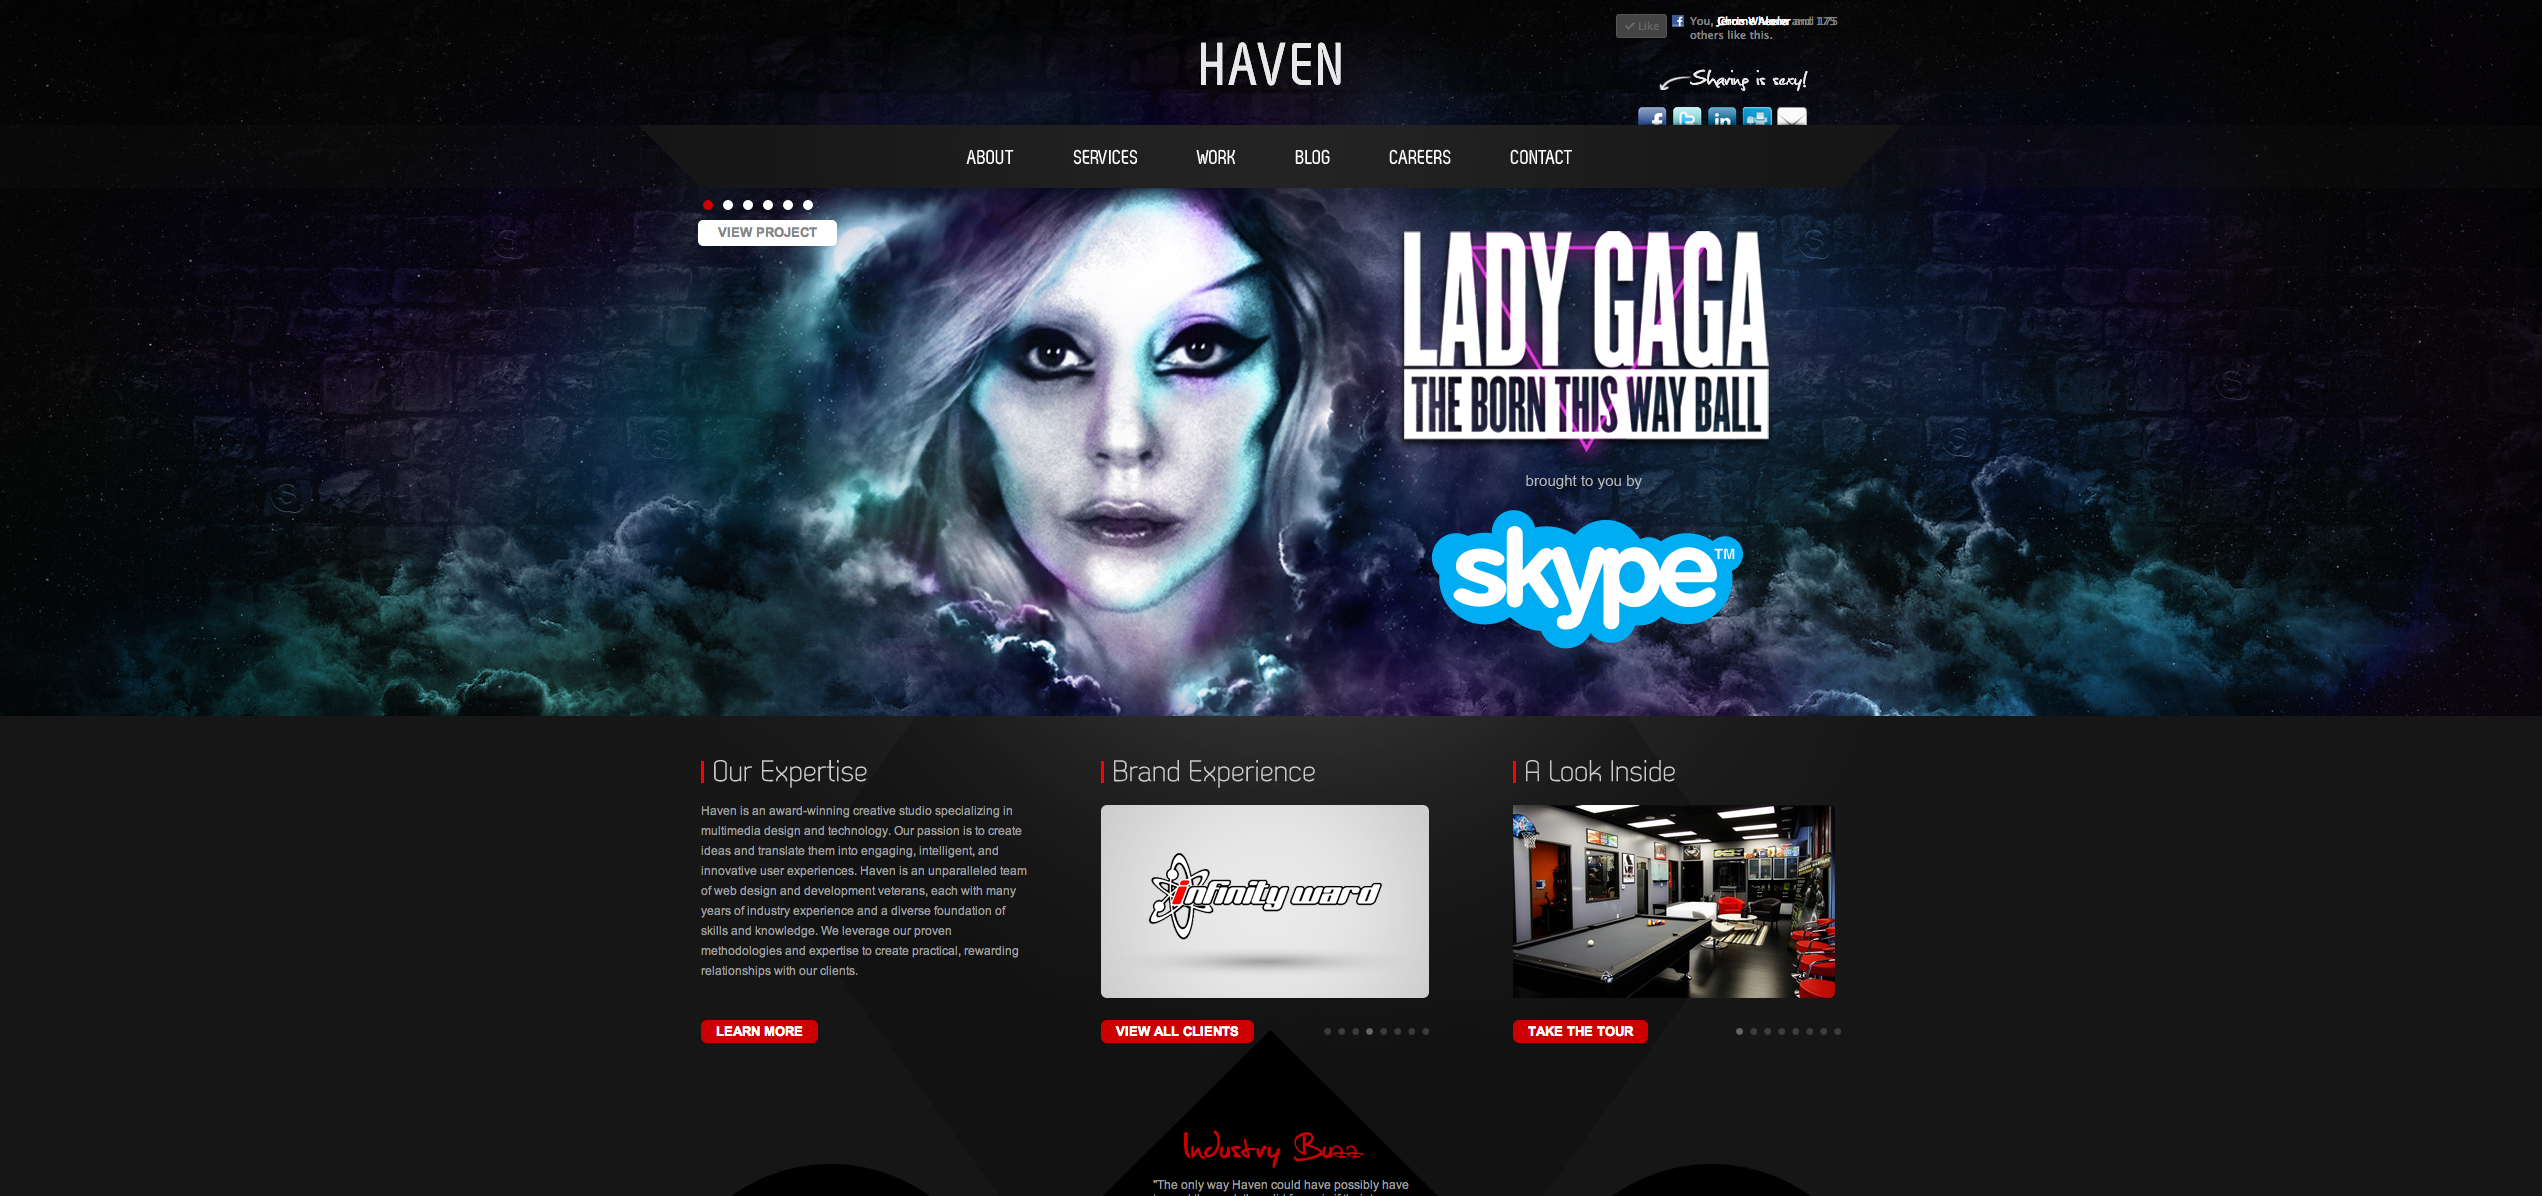 HAVEN
Like
You, and 175
others like this.
Sharing is sexy!
ABOUT SERVICES WORK BLOG CAREERS CONTACT
VIEW PROJECT
LADY GAGA
THE BORN THIS WAY BALL
brought to you by
skype™
Our Expertise
Haven is an award-winning creative studio specializing in
multimedia design and technology. Our passion is to create
ideas and translate them into engaging, intelligent, and
innovative user experiences. Haven is an unparalleled team
of web design and development veterans, each with many
years of industry experience and a diverse foundation of
skills and knowledge. We leverage our proven
methodologies and expertise to create practical, rewarding
relationships with our clients.
LEARN MORE
Brand Experience
infinity ward
VIEW ALL CLIENTS
A Look Inside
TAKE THE TOUR
Industry Buzz
"The only way Haven could have possibly have